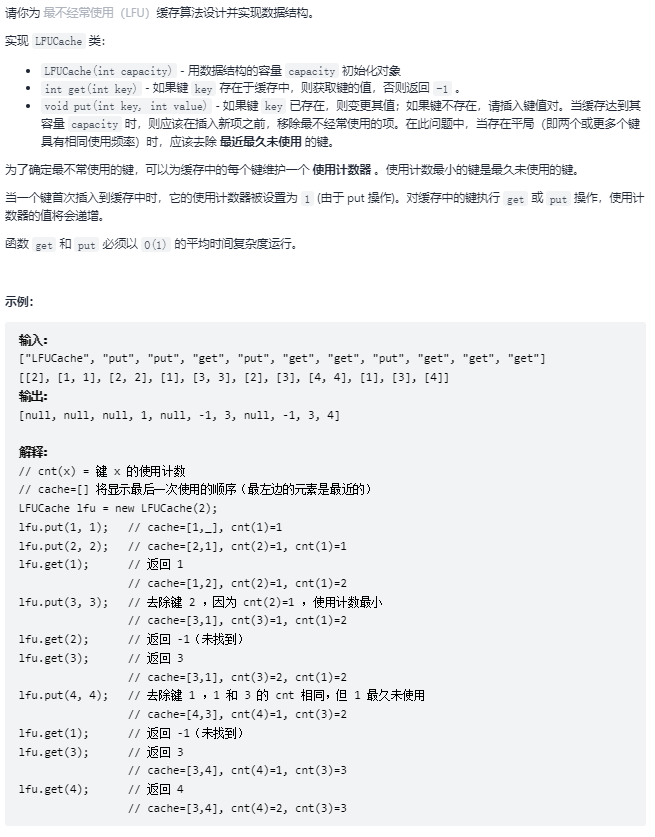 请你为 最不经常使用（LFU）缓存算法设计并实现数据结构。
实现 LFUCache 类：
LFUCache(int capacity) - 用数据结构的容量 capacity 初始化对象
int get(int key) - 如果键 key 存在于缓存中，则获取键的值，否则返回 -1 。
void put(int key, int value) - 如果键 key 已存在，则变更其值；如果键不存在，请插入键值对。当缓存达到其
容量 capacity 时，则应该在插入新项之前，移除最不经常使用的项。在此问题中，当存在平局（即两个或更多个键
具有相同使用频率）时，应该去除 最近最久未使用 的键。
为了确定最不常使用的键，可以为缓存中的每个键维护一个 使用计数器 。使用计数最小的键是最久未使用的键。
当一个键首次插入到缓存中时，它的使用计数器被设置为 1 (由于 put 操作)。对缓存中的键执行 get 或 put 操作，使用计
数器的值将会递增。
函数 get 和 put 必须以 O(1) 的平均时间复杂度运行。
示例：
输入：
["LFUCache", "put", "put", "get", "put", "get", "get", "put", "get", "get", "get"]
[[2], [1, 1], [2, 2], [1], [3, 3], [2], [3], [4, 4], [1], [3], [4]]
输出：
[null, null, null, 1, null, -1, 3, null, -1, 3, 4]
解释：
// cnt(x) = 键 x 的使用计数
// cache=[] 将显示最后一次使用的顺序（最左边的元素是最近的）
LFUCache lfu = new LFUCache(2);
lfu.put(1, 1);   // cache=[1,_], cnt(1)=1
lfu.put(2, 2);   // cache=[2,1], cnt(2)=1, cnt(1)=1
lfu.get(1);      // 返回 1
// cache=[1,2], cnt(2)=1, cnt(1)=2
lfu.put(3, 3);   // 去除键 2 ，因为 cnt(2)=1 ，使用计数最小
// cache=[3,1], cnt(3)=1, cnt(1)=2
lfu.get(2);      // 返回 -1（未找到）
lfu.get(3);      // 返回 3
// cache=[3,1], cnt(3)=2, cnt(1)=2
lfu.put(4, 4);   // 去除键 1 ，1 和 3 的 cnt 相同，但 1 最久未使用
// cache=[4,3], cnt(4)=1, cnt(3)=2
lfu.get(1);      // 返回 -1（未找到）
lfu.get(3);      // 返回 3
// cache=[3,4], cnt(4)=1, cnt(3)=3
lfu.get(4);      // 返回 4
// cache=[3,4], cnt(4)=2, cnt(3)=3